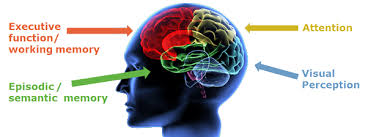 Executive
function/
working memory
Attention
Episodic/
semantic memory
Visual
Perception